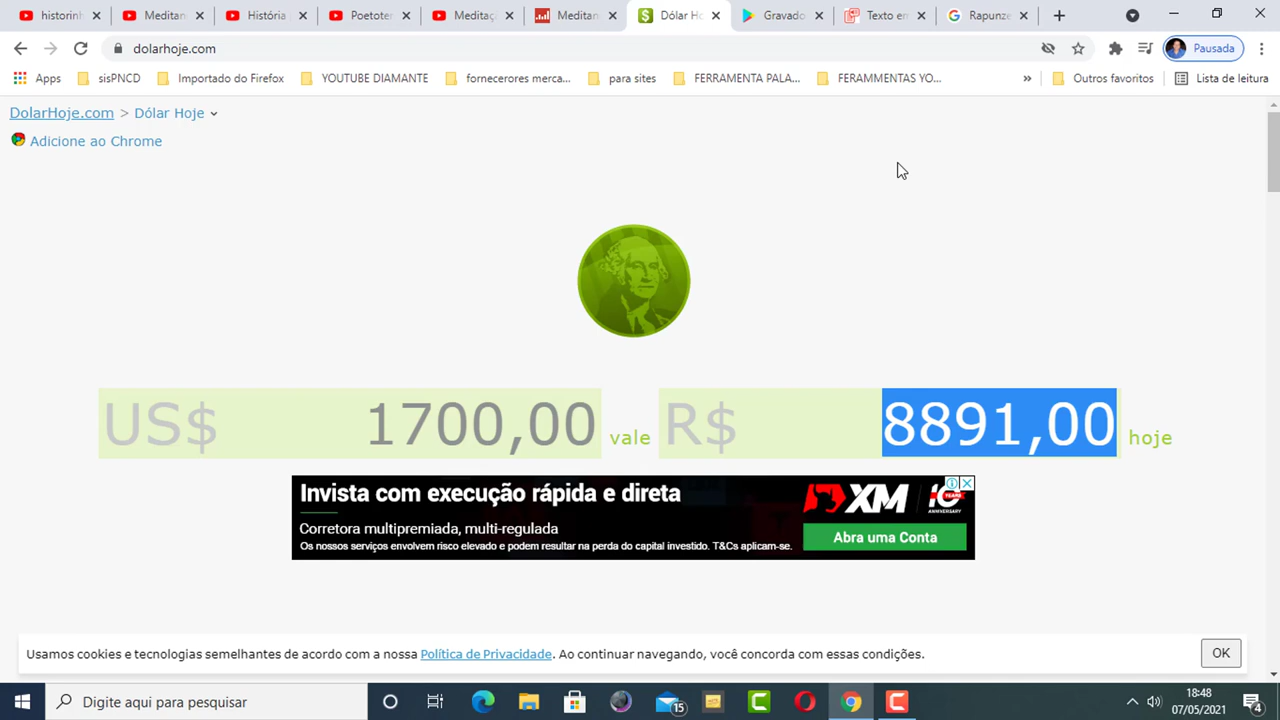 historinh
Meditan
História
Poetoter
Meditaç
Meditan
Dólar Ho
Gravado
Texto em
Rapunze
dolarhoje.com
Pausada
Apps
sisPNCD
Importado do Firefox
YOUTUBE DIAMANTE
fornecerores merca...
para sites
FERRAMENTA PALA...
FERAMMENTAS YO...
»
Outros favoritos
Lista de leitura
DolarHoje.com > Dólar Hoje
Adicione ao Chrome
US$ 1700,00 vale R$ 8891,00 hoje
Invista com execução rápida e direta
Corretora multipremiada, multi-regulada
Os nossos serviços envolvem risco elevado e podem resultar na perda do capital investido. T&Cs aplicam-se.
XM
10 YEARS
ANNIVERSARY
Abra uma Conta
Usamos cookies e tecnologias semelhantes de acordo com a nossa Política de Privacidade. Ao continuar navegando, você concorda com essas condições.
OK
Digite aqui para pesquisar
15
18:48
07/05/2021
4